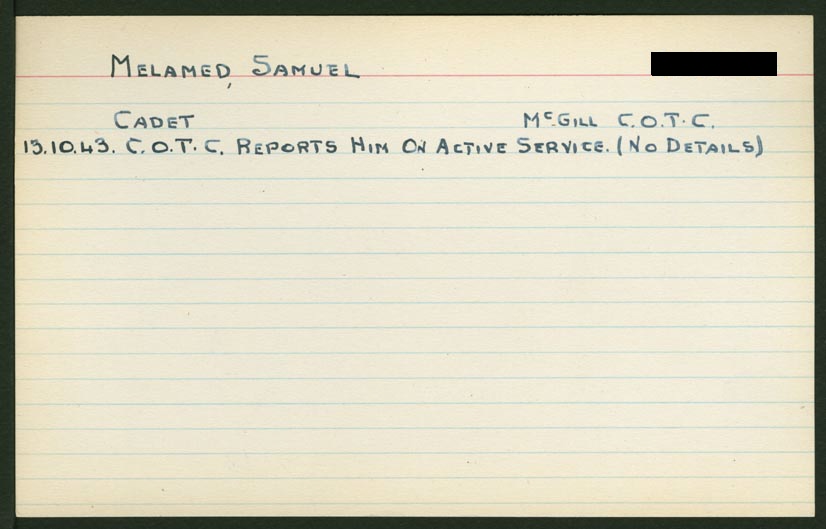 MELAMED, SAMUEL
CADET McGILL C.O.T.C.
13.10.43. C.O.T.C. REPORTS HIM ON ACTIVE SERVICE. (NO DETAILS)